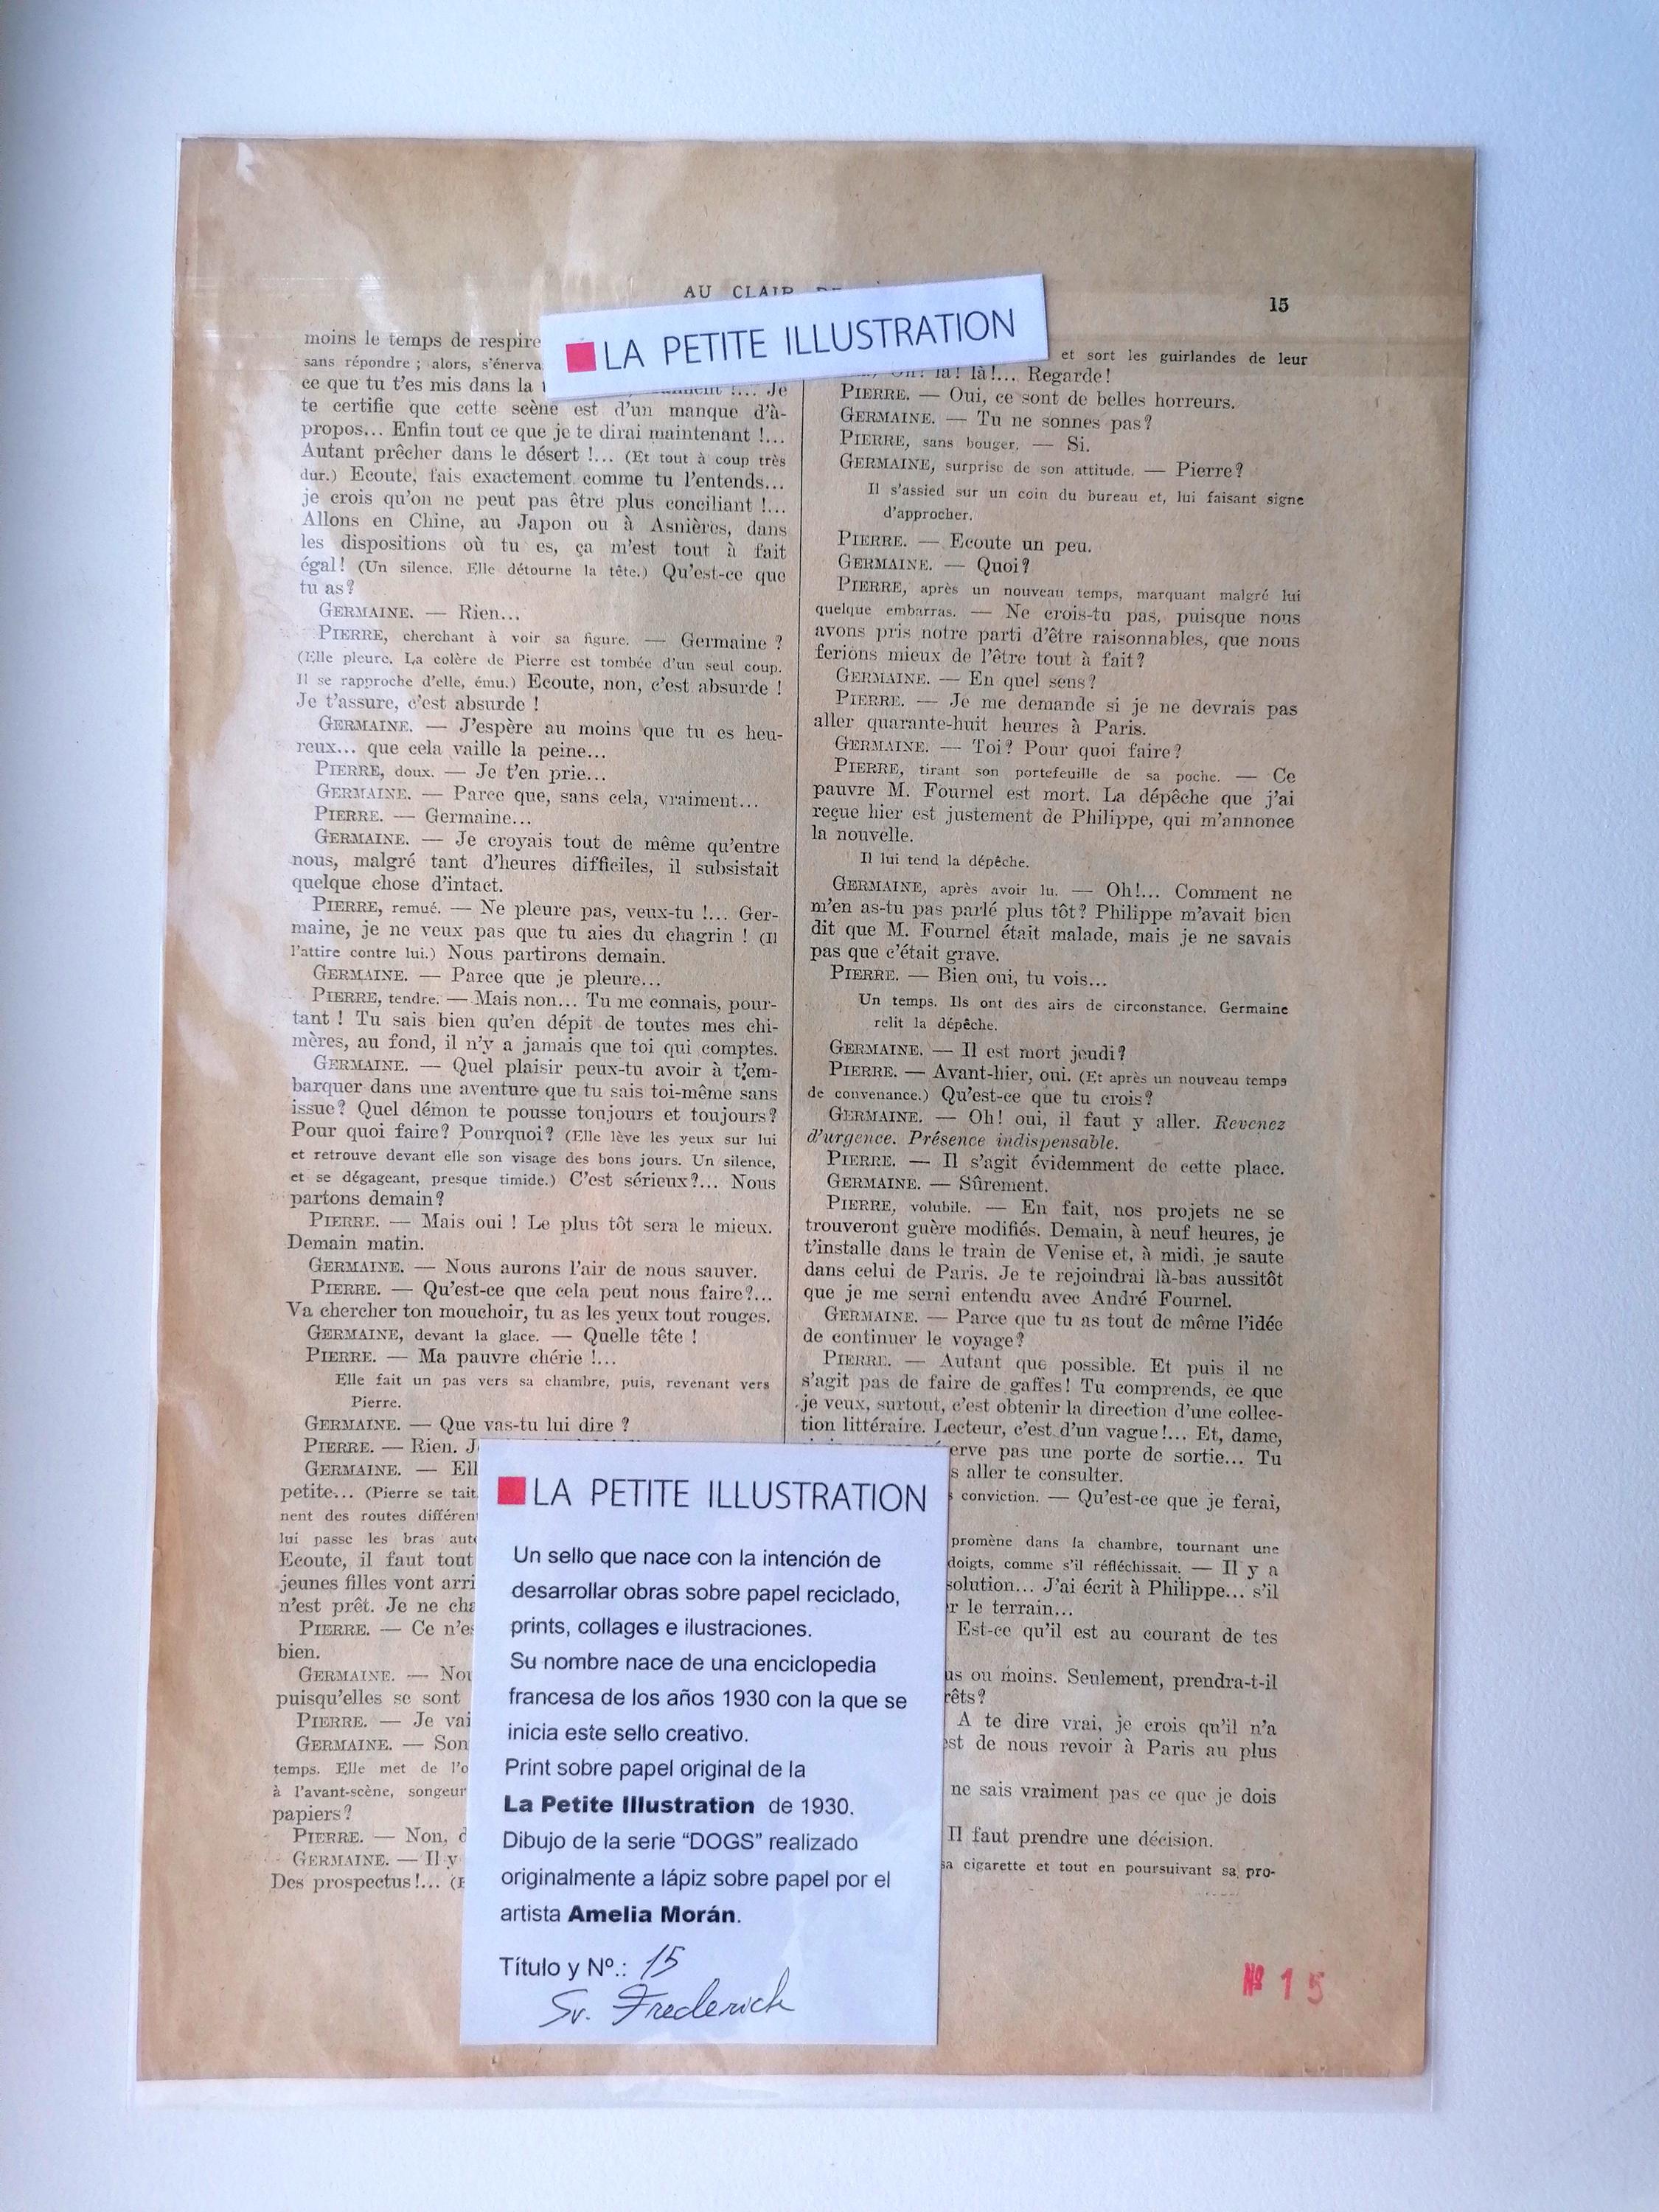 AU CLAIR
15
LA PETITE ILLUSTRATION
moins le temps de
sans répondre ; alors,
ce que tu t'es mis dans la
Je
te certifie que cette scène est d'un manque d'à-
propos... Enfin tout ce que je te dirai maintenant !...
Autant prêcher dans le désert !... (Et tout à coup très
dur.) Ecoute, fais exactement comme tu l'entends...
je crois qu'on ne peut pas être plus conciliant !...
Allons en Chine, au Japon ou à Asnières, dans
les dispositions où tu es, ça m'est tout à fait
égal ! (Un silence. Elle détourne la tête.) Qu'est-ce que
tu as ?
GERMAINE. — Rien...
PIERRE, cherchant à voir sa figure. — Germaine ?
(Elle pleure. La colère de Pierre est tombée d'un seul coup.
Il se rapproche d'elle, ému.) Ecoute, non, c'est absurde !
Je t'assure, c'est absurde !
GERMAINE. — J'espère au moins que tu es heu-
reux... que cela vaille la peine...
PIERRE, doux. — Je t'en prie...
GERMAINE. — Parce que, sans cela, vraiment...
PIERRE. — Germaine...
GERMAINE. — Je croyais tout de même qu'entre
nous, malgré tant d'heures difficiles, il subsistait
quelque chose d'intact.
PIERRE, remué. — Ne pleure pas, veux-tu !... Ger-
maine, je ne veux pas que tu aies du chagrin ! (Il
l'attire contre lui.) Nous partirons demain.
GERMAINE. — Parce que je pleure...
PIERRE, tendre. — Mais non... Tu me connais, pour-
tant ! Tu sais bien qu'en dépit de toutes mes chi-
mères, au fond, il n'y a jamais que toi qui comptes.
GERMAINE. — Quel plaisir peux-tu avoir à t'em-
barquer dans une aventure que tu sais toi-même sans
issue ? Quel démon te pousse toujours et toujours ?
Pour quoi faire ? Pourquoi ? (Elle lève les yeux sur lui
et retrouve devant elle son visage des bons jours. Un silence,
et se dégageant, presque timide.) C'est sérieux ?... Nous
partons demain ?
PIERRE. — Mais oui ! Le plus tôt sera le mieux.
Demain matin.
GERMAINE. — Nous aurons l'air de nous sauver.
PIERRE. — Qu'est-ce que cela peut nous faire ?...
Va chercher ton mouchoir, tu as les yeux tout rouges.
GERMAINE, devant la glace. — Quelle tête !
PIERRE. — Ma pauvre chérie !...
Elle fait un pas vers sa chambre, puis, revenant vers
Pierre.
GERMAINE. — Que vas-tu lui dire ?
PIERRE. — Rien.
GERMAINE. —
petite... (Pierre se tait.
nent des routes
lui passe les bras
Ecoute, il faut tout
jeunes filles vont
n'est prêt. Je ne
PIERRE. — Ce
bien.
GERMAINE. —
puisqu'elles se sont
PIERRE. — Je
GERMAINE. —
temps. Elle met de
à l'avant-scène,
papiers ?
PIERRE. — Non,
GERMAINE. — Il y
Des prospectus !...
et sort les guirlandes de leur
là ! là !... Regarde !
PIERRE. — Oui, ce sont de belles horreurs.
GERMAINE. — Tu ne sonnes pas ?
PIERRE, sans bouger. — Si.
GERMAINE, surprise de son attitude. — Pierre ?
Il s'assied sur un coin du bureau et, lui faisant signe
d'approcher.
PIERRE. — Ecoute un peu.
GERMAINE. — Quoi ?
PIERRE, après un nouveau temps, marquant malgré lui
quelque embarras. — Ne crois-tu pas, puisque nous
avons pris notre parti d'être raisonnables, que nous
ferions mieux de l'être tout à fait ?
GERMAINE. — En quel sens ?
PIERRE. — Je me demande si je ne devrais pas
aller quarante-huit heures à Paris.
GERMAINE. — Toi ? Pour quoi faire ?
PIERRE, tirant son portefeuille de sa poche. — Ce
pauvre M. Fournel est mort. La dépêche que j'ai
reçue hier est justement de Philippe, qui m'annonce
la nouvelle.
Il lui tend la dépêche.
GERMAINE, après avoir lu. — Oh !... Comment ne
m'en as-tu pas parlé plus tôt ? Philippe m'avait bien
dit que M. Fournel était malade, mais je ne savais
pas que c'était grave.
PIERRE. — Bien oui, tu vois...
Un temps. Ils ont des airs de circonstance. Germaine
relit la dépêche.
GERMAINE. — Il est mort jeudi ?
PIERRE. — Avant-hier, oui. (Et après un nouveau temps
de convenance.) Qu'est-ce que tu crois ?
GERMAINE. — Oh ! oui, il faut y aller. Revenez
d'urgence. Présence indispensable.
PIERRE. — Il s'agit évidemment de cette place.
GERMAINE. — Sûrement.
PIERRE, volubile. — En fait, nos projets ne se
trouveront guère modifiés. Demain, à neuf heures, je
t'installe dans le train de Venise et, à midi, je saute
dans celui de Paris. Je te rejoindrai là-bas aussitôt
que je me serai entendu avec André Fournel.
GERMAINE. — Parce que tu as tout de même l'idée
de continuer le voyage ?
PIERRE. — Autant que possible. Et puis il ne
s'agit pas de faire de gaffes ! Tu comprends, ce que
je veux, surtout, c'est obtenir la direction d'une collec-
tion littéraire. Lecteur, c'est d'un vague !... Et, dame,
pas une porte de sortie... Tu
aller te consulter.
conviction. — Qu'est-ce que je ferai,
promène dans la chambre, tournant une
doigts, comme s'il réfléchissait. — Il y a
J'ai écrit à Philippe... s'il
le terrain...
Est-ce qu'il est au courant de tes
ou moins. Seulement, prendra-t-il
A te dire vrai, je crois qu'il n'a
de nous revoir à Paris au plus
ne sais vraiment pas ce que je dois
Il faut prendre une décision.
sa cigarette et tout en poursuivant sa pro-
LA PETITE ILLUSTRATION
Un sello que nace con la intención de
desarrollar obras sobre papel reciclado,
prints, collages e ilustraciones.
Su nombre nace de una enciclopedia
francesa de los años 1930 con la que se
inicia este sello creativo.
Print sobre papel original de la
La Petite Illustration de 1930.
Dibujo de la serie “DOGS” realizado
originalmente a lápiz sobre papel por el
artista Amelia Morán.
Título y Nº.: 15
Sr. Frederich
Nº 15